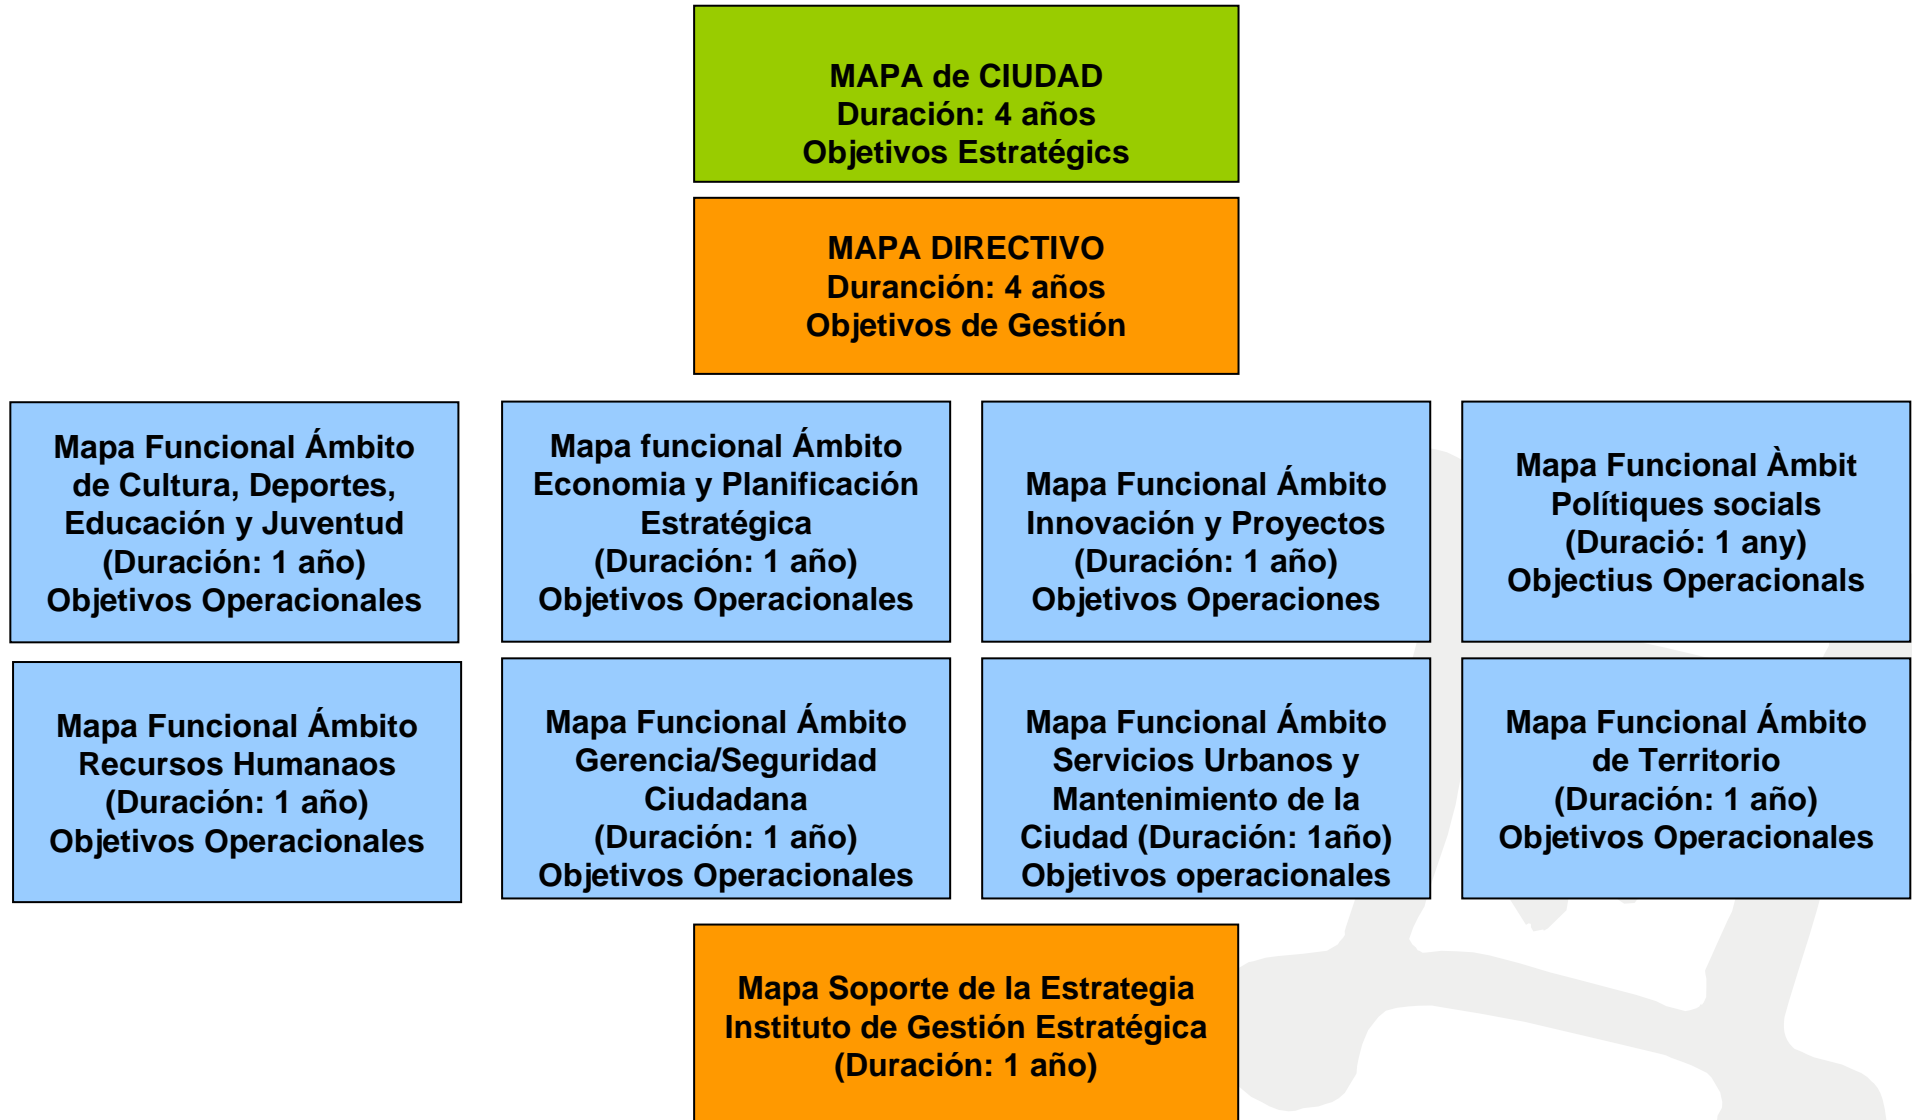 MAPA de CIUDAD
Duración: 4 años
Objetivos Estratégics
MAPA DIRECTIVO
Duranción: 4 años
Objetivos de Gestión
Mapa Funcional Ámbito
de Cultura, Deportes,
Educación y Juventud
(Duración: 1 año)
Objetivos Operacionales
Mapa funcional Ámbito
Economia y Planificación
Estratégica
(Duración: 1 año)
Objetivos Operacionales
Mapa Funcional Ámbito
Innovación y Proyectos
(Duración: 1 año)
Objetivos Operaciones
Mapa Funcional Àmbit
Polítiques socials
(Duració: 1 any)
Objectius Operacionals
Mapa Funcional Ámbito
Recursos Humanaos
(Duración: 1 año)
Objetivos Operacionales
Mapa Funcional Ámbito
Gerencia/Seguridad
Ciudadana
(Duración: 1 año)
Objetivos Operacionales
Mapa Funcional Ámbito
Servicios Urbanos y
Mantenimiento de la
Ciudad (Duración: 1año)
Objetivos operacionales
Mapa Funcional Ámbito
de Territorio
(Duración: 1 año)
Objetivos Operacionales
Mapa Soporte de la Estrategia
Instituto de Gestión Estratégica
(Duración: 1 año)